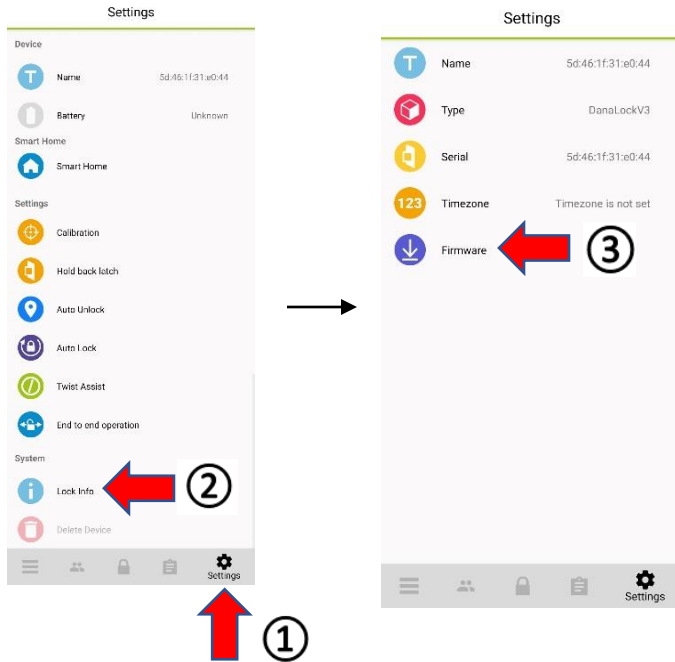 Settings
Device
Name 5d:46:1f:31:e0:44
Battery Unknown
Smart Home
Smart Home
Settings
Calibration
Hold back latch
Auto Unlock
Auto Lock
Twist Assist
End to end operation
System
Lock Info
②
Delete Device
Settings
①
Settings
Name 5d:46:1f:31:e0:44
Type DanaLockV3
Serial 5d:46:1f:31:e0:44
123 Timezone Timezone is not set
Firmware
③
Settings